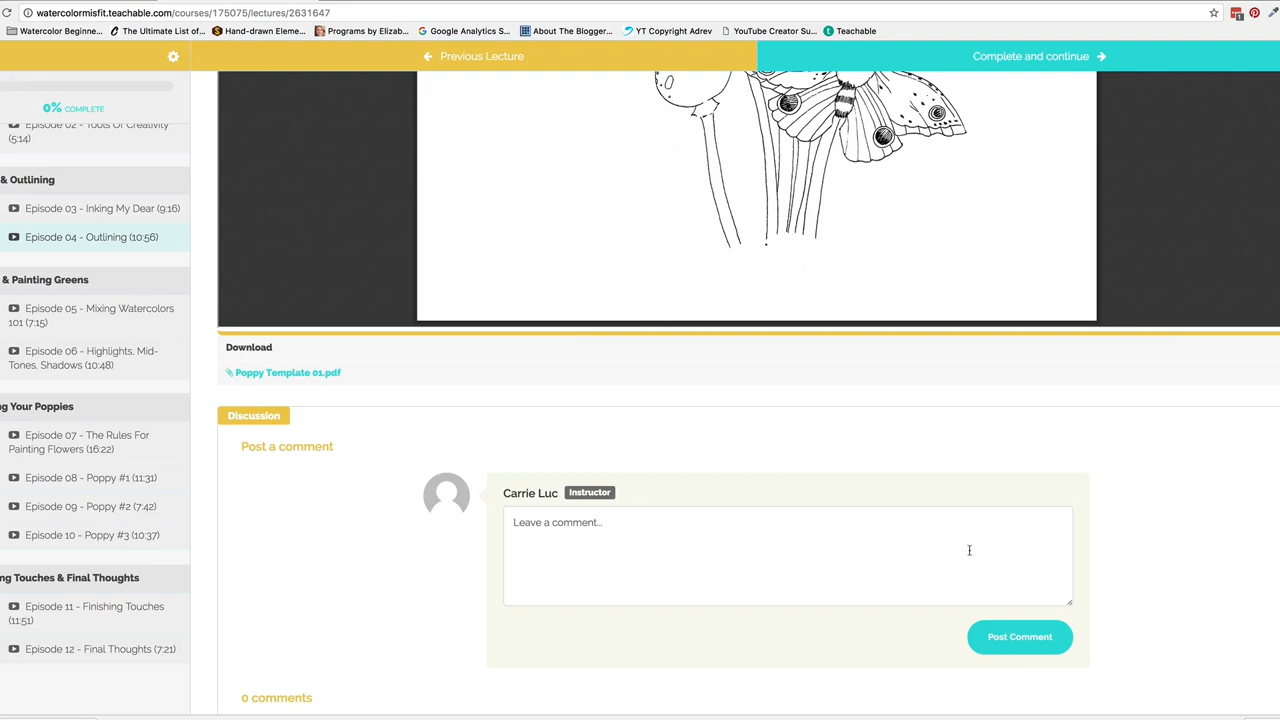 watercolormisfit.teachable.com/courses/175075/lectures/2631647
Watercolor Beginne... The Ultimate List of... Hand-drawn Eleme... Programs by Elizab... Google Analytics S... About The Blogger... YT Copyright Adrev YouTube Creator Su... Teachable
Previous Lecture
Complete and continue
0% COMPLETE
Episode 02 - Tools Of Creativity
(5:14)
& Outlining
Episode 03 - Inking My Dear (9:16)
Episode 04 - Outlining (10:56)
& Painting Greens
Episode 05 - Mixing Watercolors
101 (7:15)
Episode 06 - Highlights, Mid-
Tones, Shadows (10:48)
g Your Poppies
Episode 07 - The Rules For
Painting Flowers (16:22)
Episode 08 - Poppy #1 (11:31)
Episode 09 - Poppy #2 (7:42)
Episode 10 - Poppy #3 (10:37)
ng Touches & Final Thoughts
Episode 11 - Finishing Touches
(11:51)
Episode 12 - Final Thoughts (7:21)
Download
Poppy Template 01.pdf
Discussion
Post a comment
Carrie Luc Instructor
Leave a comment...
Post Comment
0 comments